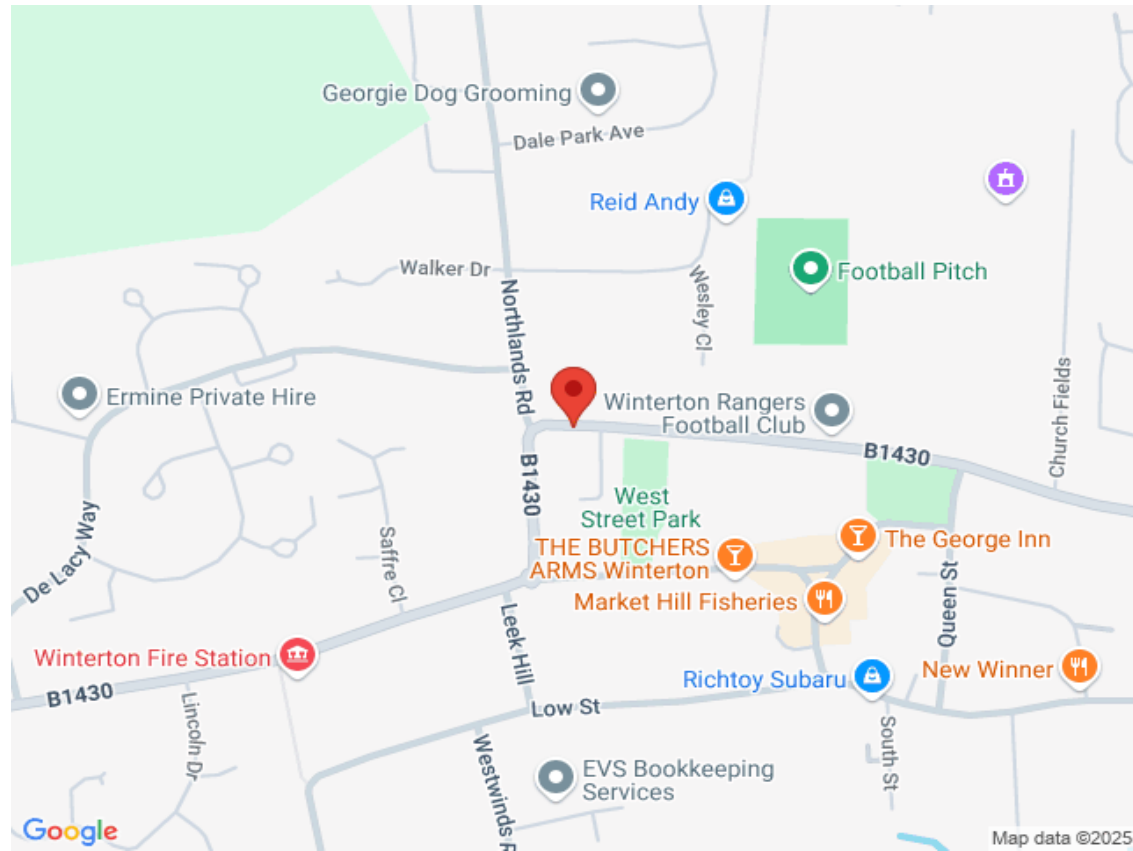 Georgie Dog Grooming
Dale Park Ave
Reid Andy
Walker Dr
Football Pitch
Northlands Rd
Wesley Cl
Ermine Private Hire
Winterton Rangers
Football Club
Church Fields
B1430
B1430
West
Street Park
De Lacy Way
Saffre Cl
THE BUTCHERS
ARMS Winterton
The George Inn
Market Hill Fisheries
Queen St
Leek Hill
Winterton Fire Station
New Winner
Richtoy Subaru
B1430
Low St
Lincoln Dr
South St
Westwinds R
EVS Bookkeeping
Services
Google
Map data ©2025